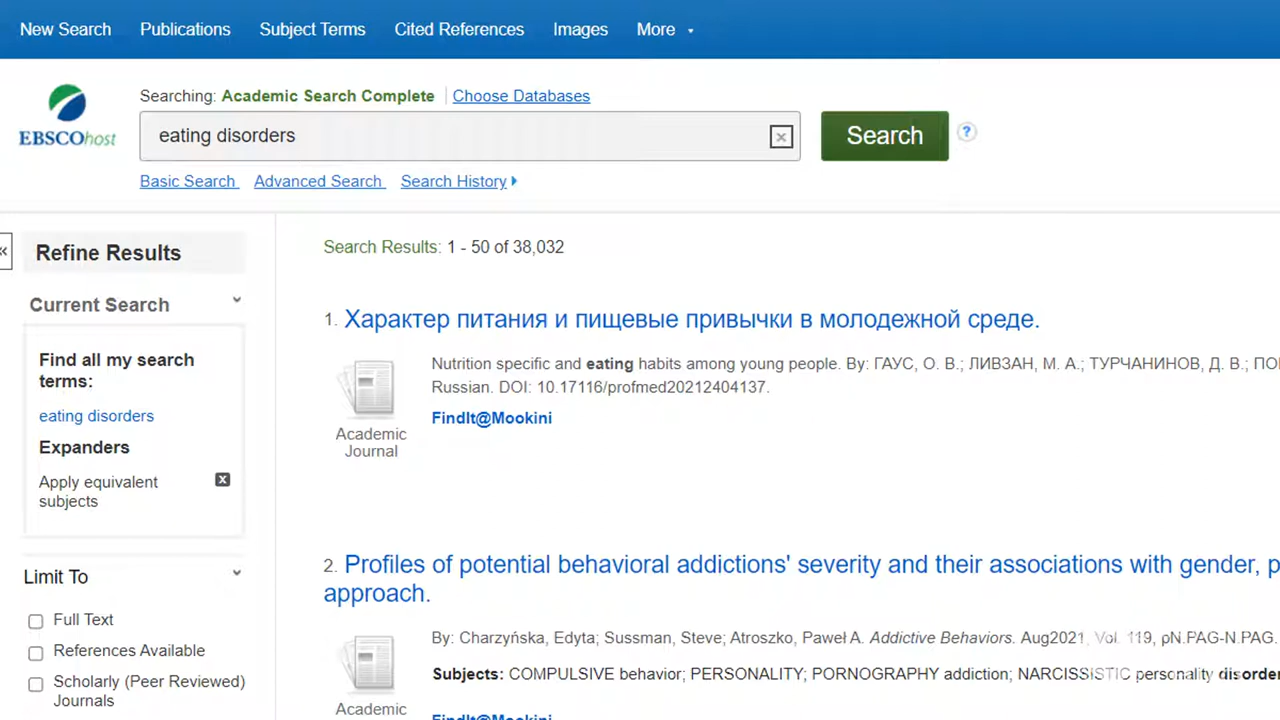 New Search Publications Subject Terms Cited References Images More
Searching: Academic Search Complete Choose Databases
EBSCOhost
eating disorders
Search
?
Basic Search Advanced Search Search History
«
Refine Results
Current Search
Find all my search
terms:
eating disorders
Expanders
Apply equivalent
subjects
x
Limit To
Full Text
References Available
Scholarly (Peer Reviewed)
Journals
Search Results: 1 - 50 of 38,032
1. Характер питания и пищевые привычки в молодежной среде.
Nutrition specific and eating habits among young people. By: ГАУС, О. В.; ЛИВЗАН, М. А.; ТУРЧАНИНОВ, Д. В.;
Russian. DOI: 10.17116/profmed20212404137.
FindIt@Mookini
Academic
Journal
2. Profiles of potential behavioral addictions' severity and their associations with gender,
approach.
By: Charzyńska, Edyta; Sussman, Steve; Atroszko, Paweł A. Addictive Behaviors. Aug2021, Vol. 119, pN.PAG-N.PAG.
Subjects: COMPULSIVE behavior; PERSONALITY; PORNOGRAPHY addiction; NARCISSISTIC personality
Academic
FindIt@Mookini